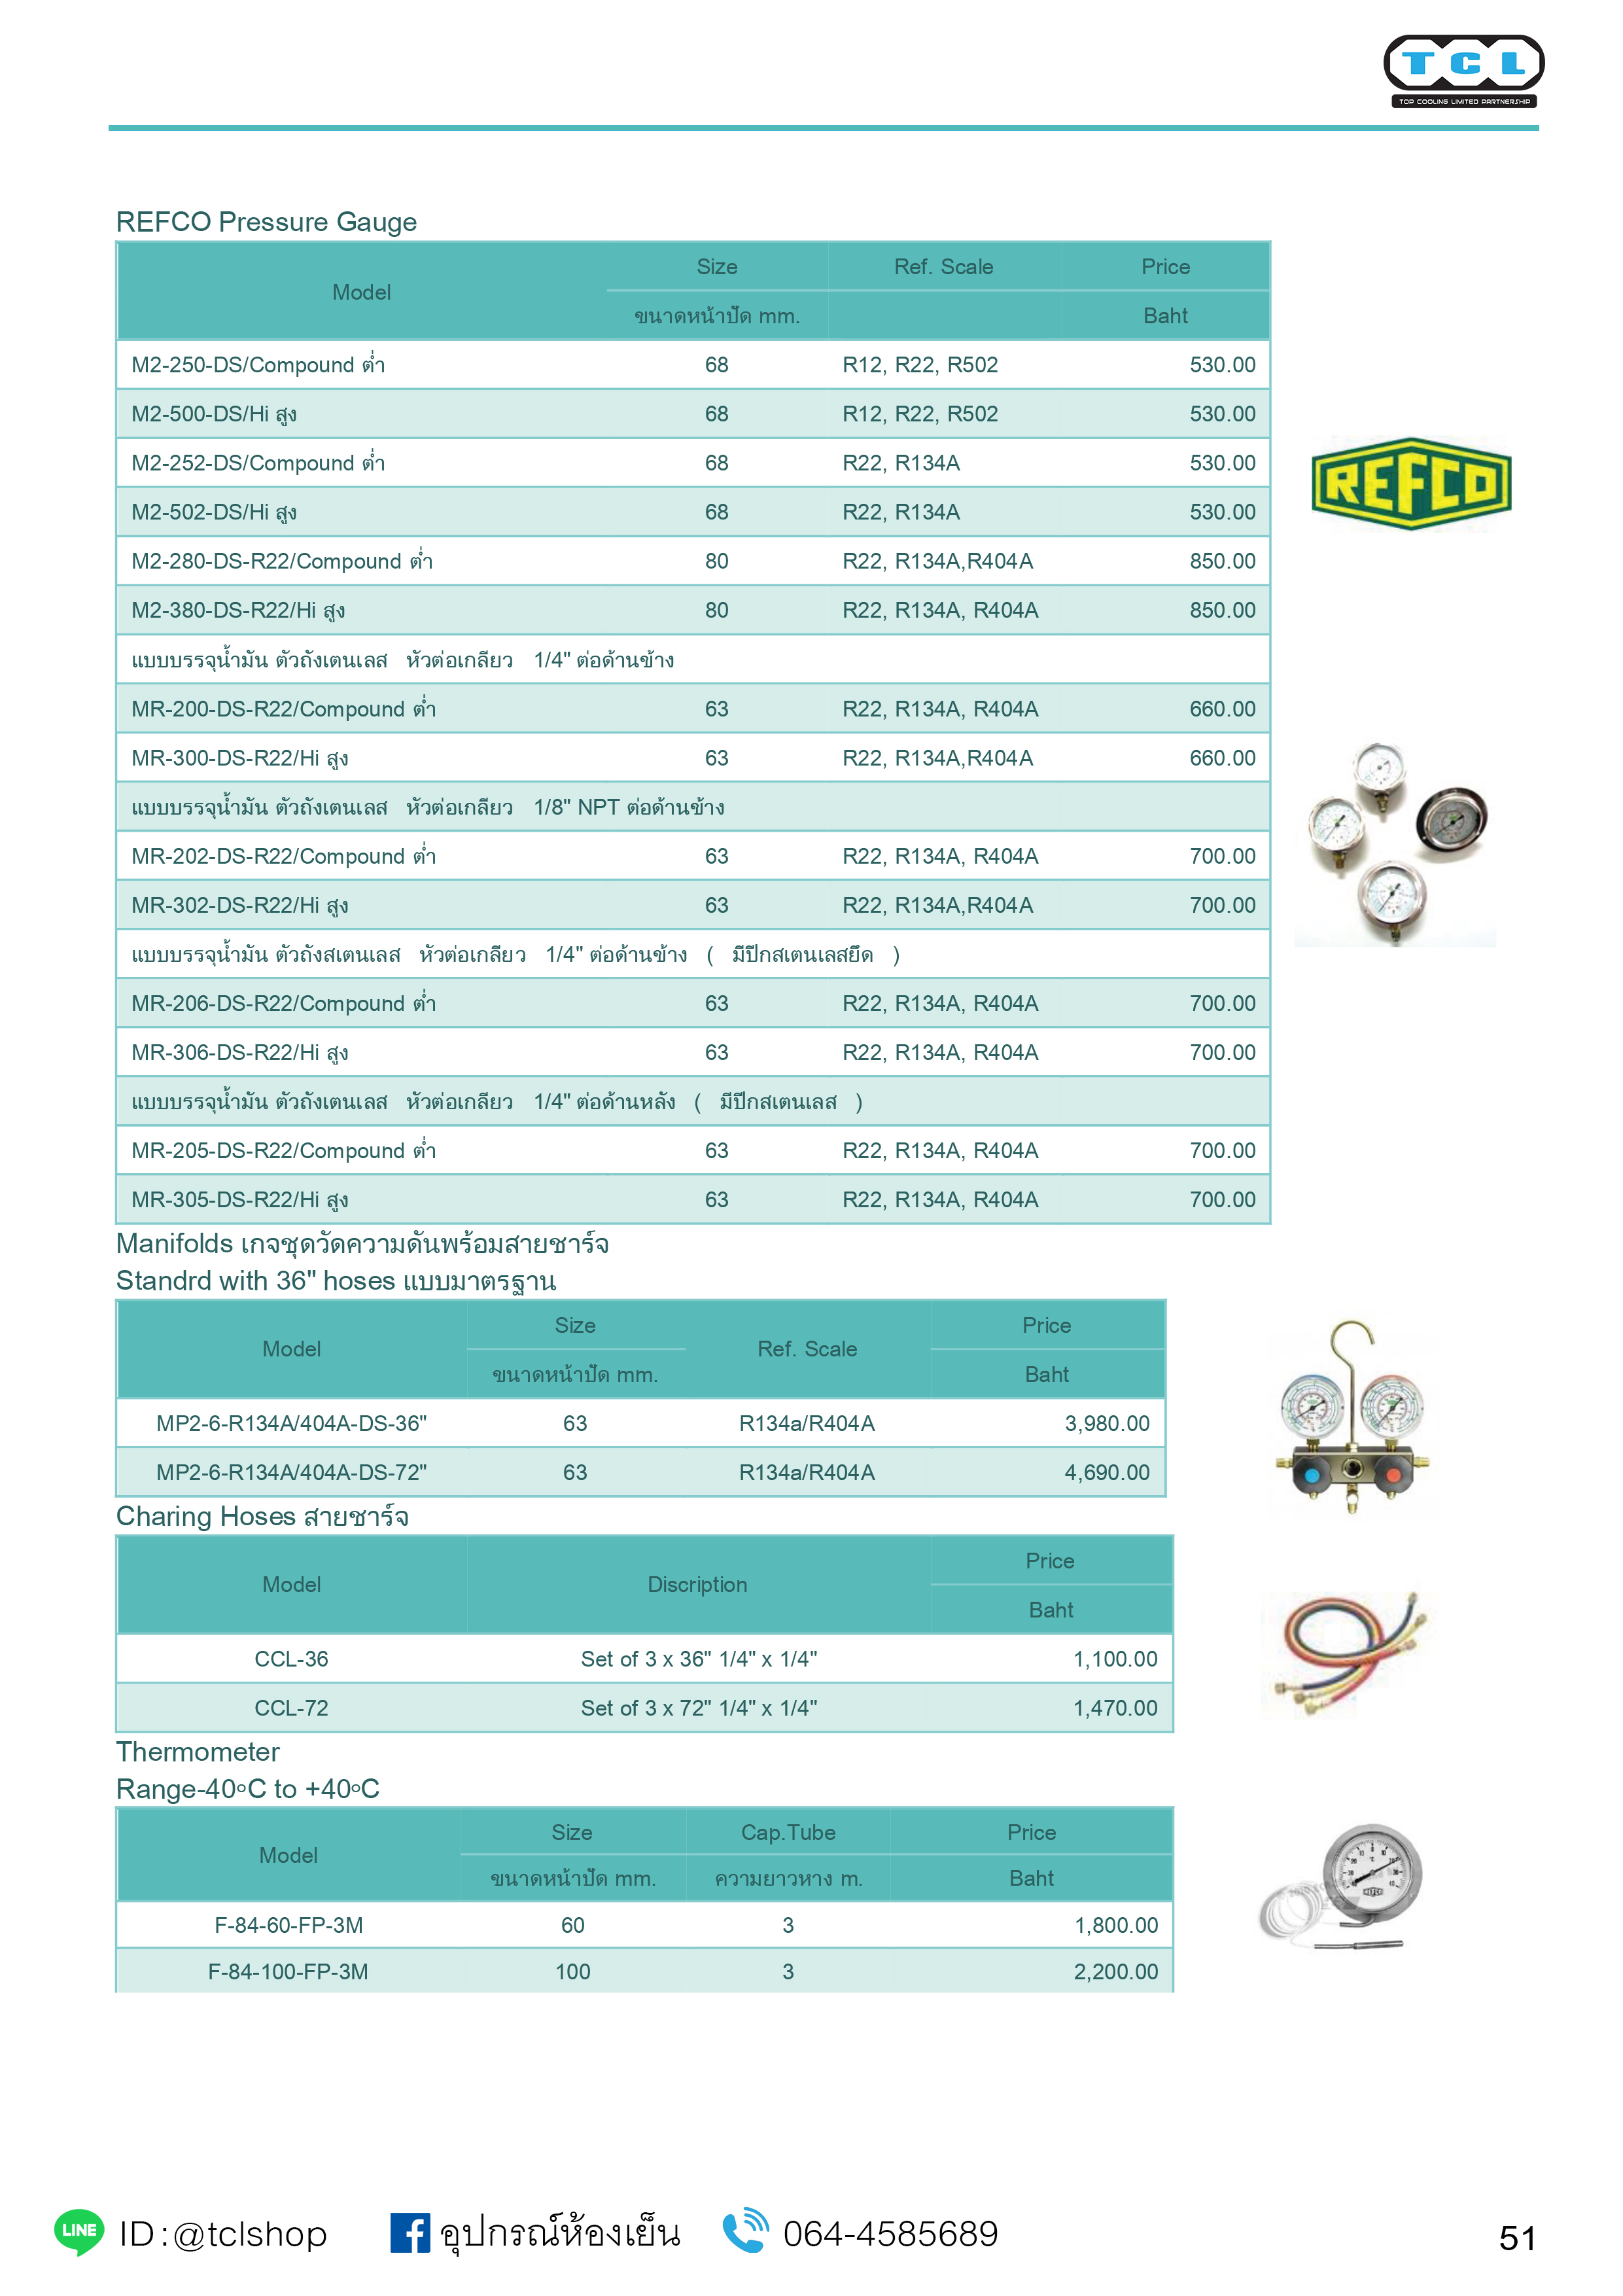 TCL
TOP COOLING LIMITED PARTNERSHIP
REFCO Pressure Gauge
Model Size Ref. Scale Price
ขนาดหน้าปัด mm. Baht
M2-250-DS/Compound ต่ำ 68 R12, R22, R502 530.00
M2-500-DS/Hi สูง 68 R12, R22, R502 530.00
M2-252-DS/Compound ต่ำ 68 R22, R134A 530.00
M2-502-DS/Hi สูง 68 R22, R134A 530.00
M2-280-DS-R22/Compound ต่ำ 80 R22, R134A,R404A 850.00
M2-380-DS-R22/Hi สูง 80 R22, R134A, R404A 850.00
แบบบรรจุน้ำมัน ตัวถังเตนเลส หัวต่อเกลียว 1/4" ต่อด้านข้าง
MR-200-DS-R22/Compound ต่ำ 63 R22, R134A, R404A 660.00
MR-300-DS-R22/Hi สูง 63 R22, R134A,R404A 660.00
แบบบรรจุน้ำมัน ตัวถังเตนเลส หัวต่อเกลียว 1/8" NPT ต่อด้านข้าง
MR-202-DS-R22/Compound ต่ำ 63 R22, R134A, R404A 700.00
MR-302-DS-R22/Hi สูง 63 R22, R134A,R404A 700.00
แบบบรรจุน้ำมัน ตัวถังสเตนเลส หัวต่อเกลียว 1/4" ต่อด้านข้าง ( มีปีกสเตนเลสยึด )
MR-206-DS-R22/Compound ต่ำ 63 R22, R134A, R404A 700.00
MR-306-DS-R22/Hi สูง 63 R22, R134A, R404A 700.00
แบบบรรจุน้ำมัน ตัวถังเตนเลส หัวต่อเกลียว 1/4" ต่อด้านหลัง ( มีปีกสเตนเลส )
MR-205-DS-R22/Compound ต่ำ 63 R22, R134A, R404A 700.00
MR-305-DS-R22/Hi สูง 63 R22, R134A, R404A 700.00
REFCO
Manifolds เกจชุดวัดความดันพร้อมสายชาร์จ
Standrd with 36" hoses แบบมาตรฐาน
Model Size Ref. Scale Price
ขนาดหน้าปัด mm. Baht
MP2-6-R134A/404A-DS-36" 63 R134a/R404A 3,980.00
MP2-6-R134A/404A-DS-72" 63 R134a/R404A 4,690.00
Charing Hoses สายชาร์จ
Model Discription Price
Baht
CCL-36 Set of 3 x 36" 1/4" x 1/4" 1,100.00
CCL-72 Set of 3 x 72" 1/4" x 1/4" 1,470.00
Thermometer
Range-40°C to +40°C
Model Size Cap.Tube Price
ขนาดหน้าปัด mm. ความยาวหาง m. Baht
F-84-60-FP-3M 60 3 1,800.00
F-84-100-FP-3M 100 3 2,200.00
REFCO
LINE ID:@tclshop อุปกรณ์ห้องเย็น 064-4585689 51